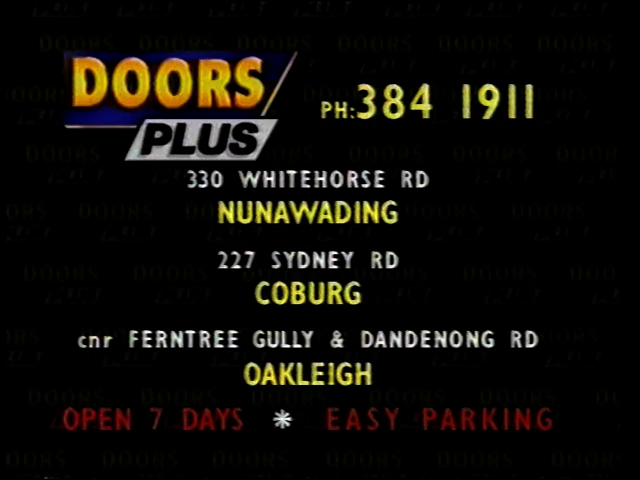 DOORS
PLUS
PH:384 1911
330 WHITEHORSE RD
NUNAWADING
227 SYDNEY RD
COBURG
cnr FERNTREE GULLY & DANDENONG RD
OAKLEIGH
OPEN 7 DAYS * EASY PARKING